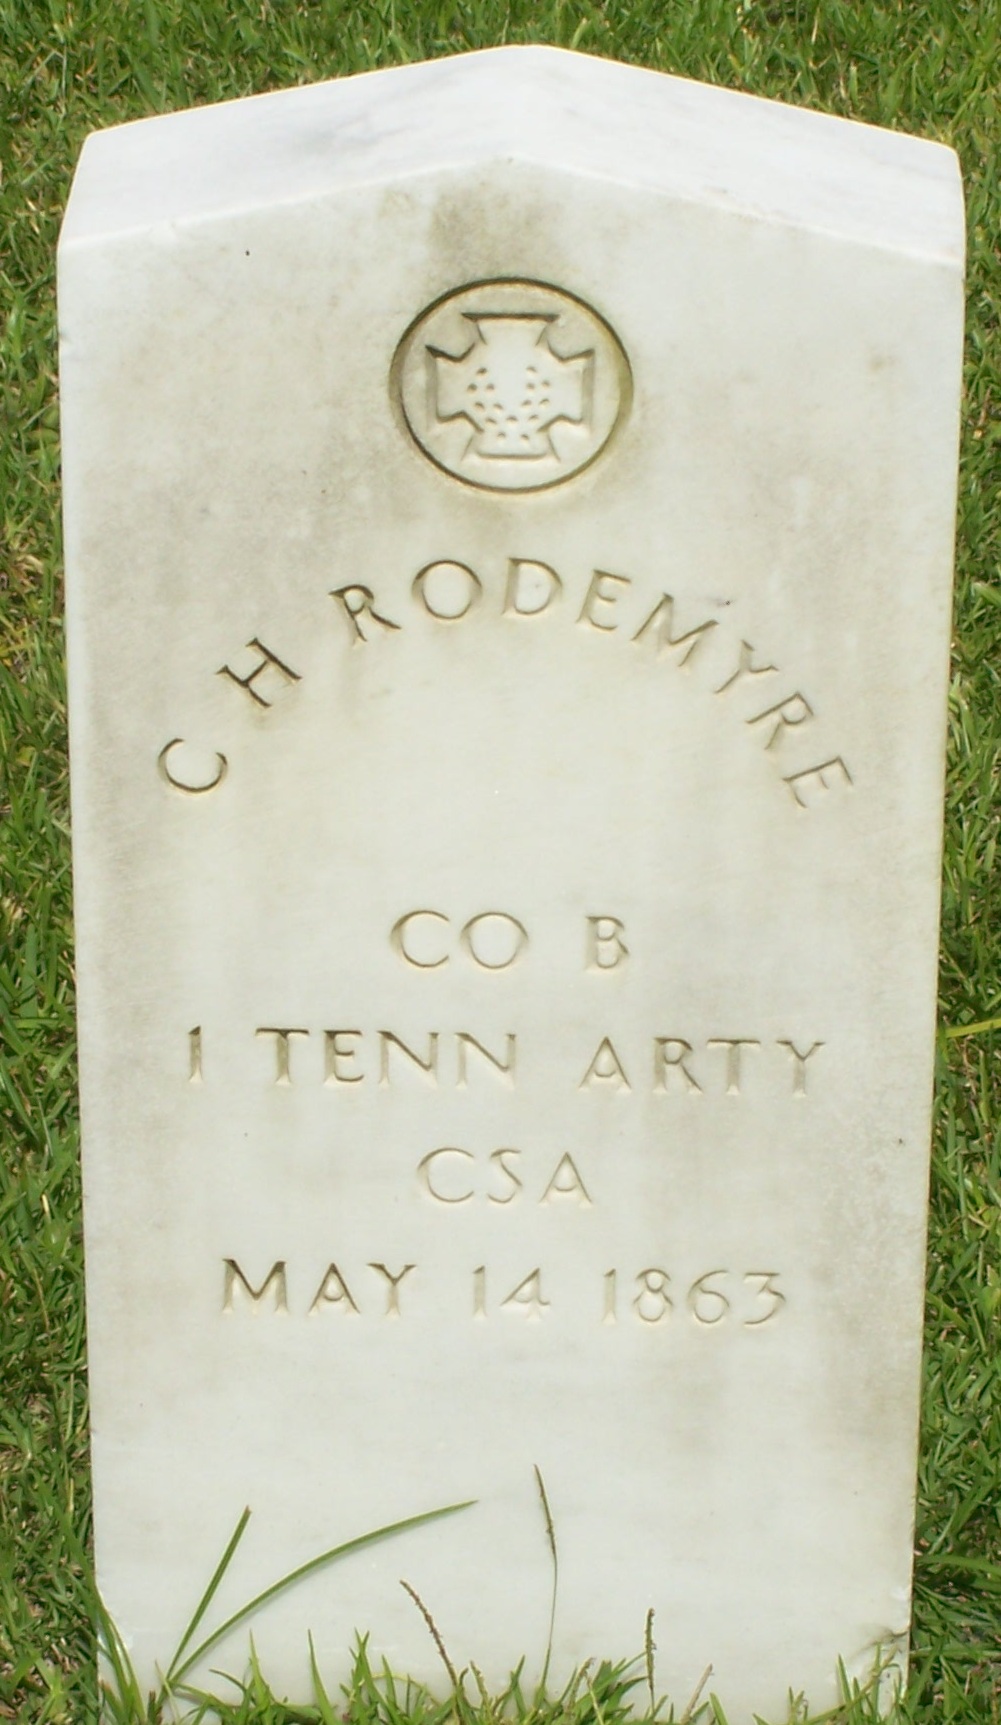 C H RODEMYRE
CO B
1 TENN ARTY
CSA
MAY 14 1863